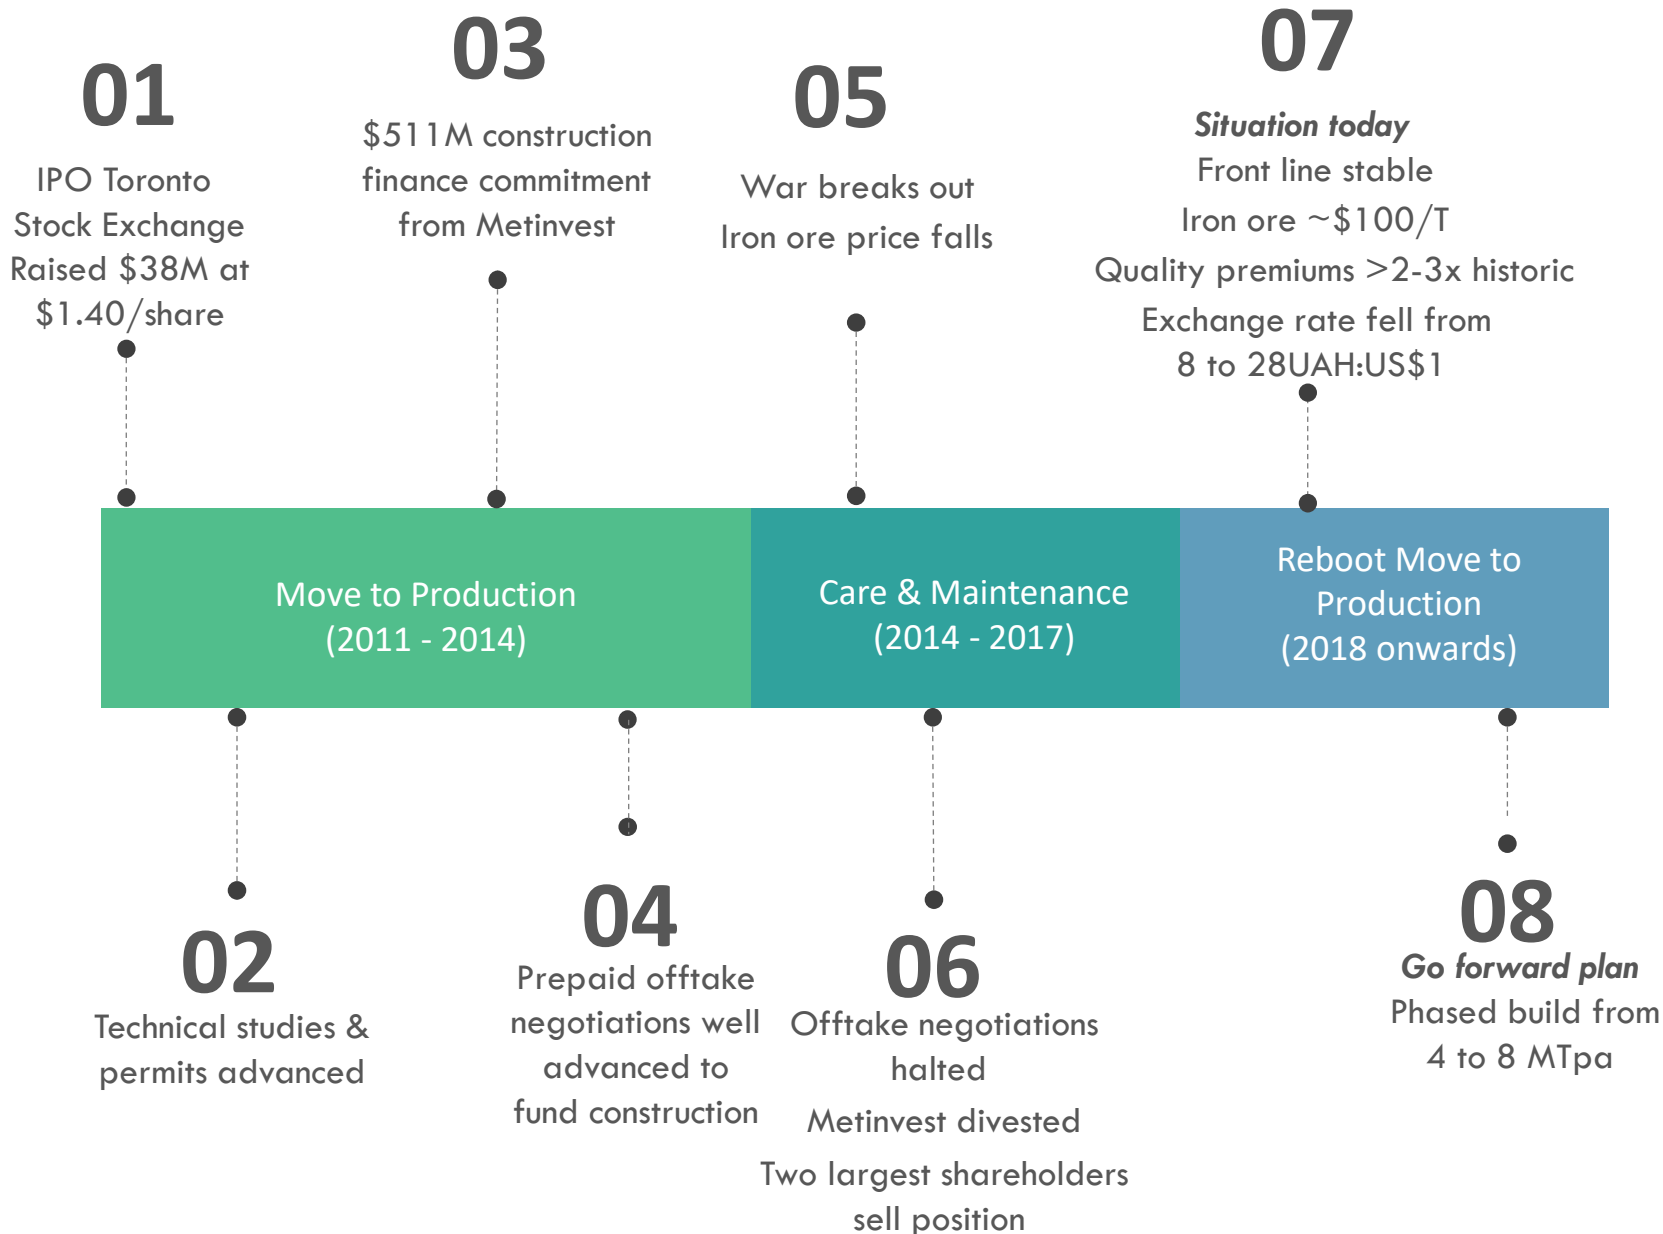 01
IPO Toronto
Stock Exchange
Raised $38M at
$1.40/share
03
$511M construction
finance commitment
from Metinvest
05
War breaks out
Iron ore price falls
07
Situation today
Front line stable
Iron ore ~$100/T
Quality premiums >2-3x historic
Exchange rate fell from
8 to 28UAH:US$1
Move to Production
(2011 - 2014)
Care & Maintenance
(2014 - 2017)
Reboot Move to
Production
(2018 onwards)
02
Technical studies &
permits advanced
04
Prepaid offtake
negotiations well
advanced to
fund construction
06
Offtake negotiations
halted
Metinvest divested
Two largest shareholders
sell position
08
Go forward plan
Phased build from
4 to 8 MTpa